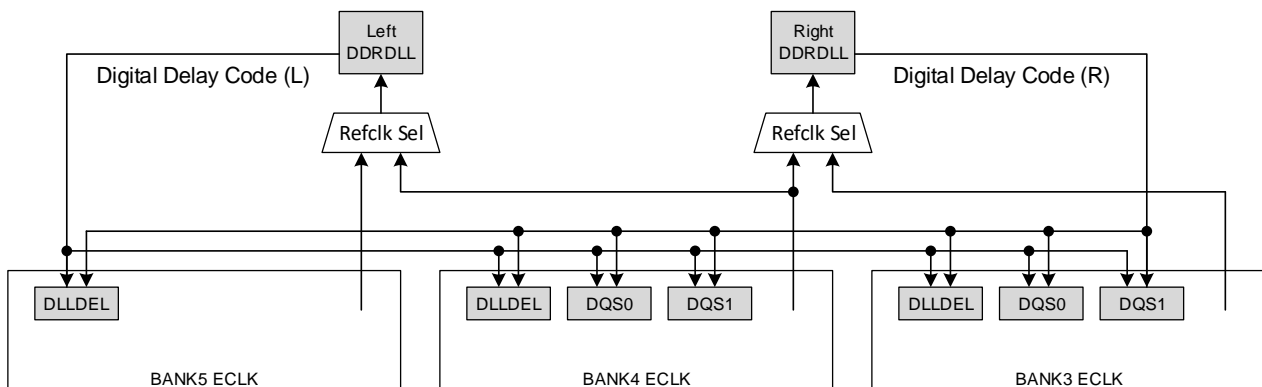 Left
DDRDLL
Right
DDRDLL
Digital Delay Code (L)
Digital Delay Code (R)
Refclk Sel
Refclk Sel
DLLDEL
DLLDEL
DQS0
DQS1
DLLDEL
DQS0
DQS1
BANK5 ECLK
BANK4 ECLK
BANK3 ECLK